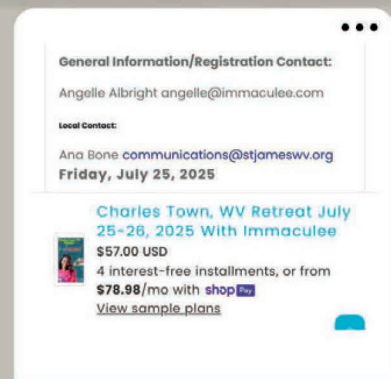 General Information/Registration Contact:
Angelle Albright angelle@immaculee.com
Local Contact:
Ana Bone communications@stjameswv.org
Friday, July 25, 2025
Charles Town, WV Retreat July
25-26, 2025 With Immaculee
$57.00 USD
4 interest-free installments, or from
$78.98/mo with shop Pay
View sample plans